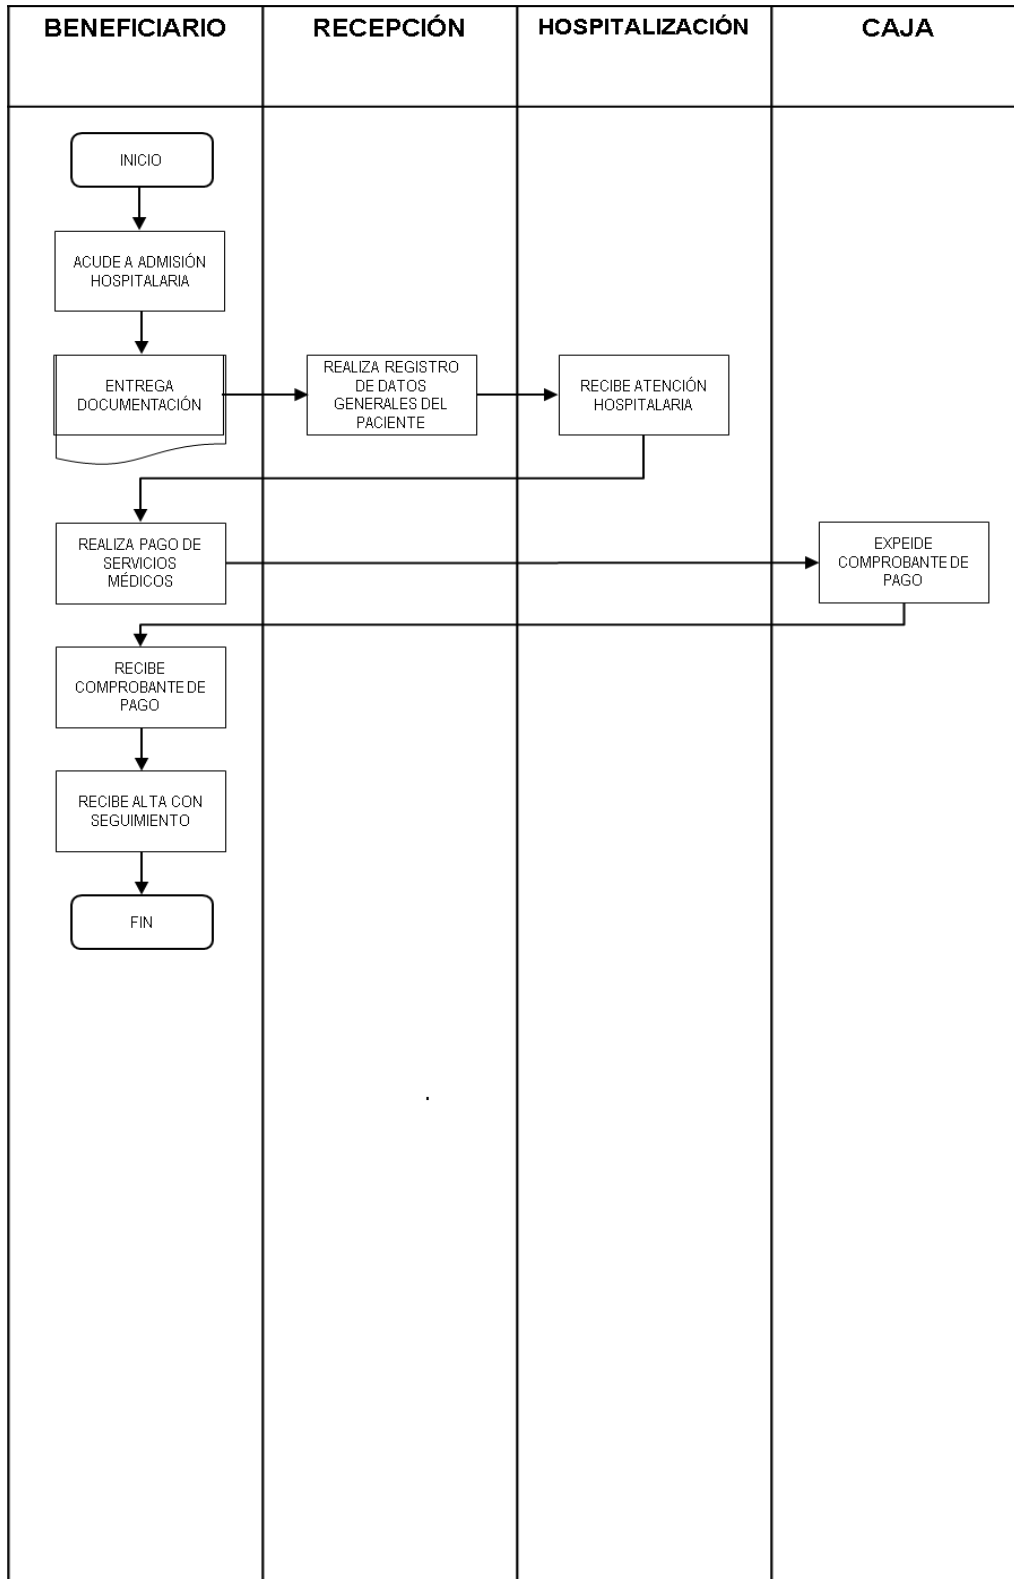 BENEFICIARIO
RECEPCIÓN
HOSPITALIZACIÓN
CAJA
INICIO
ACUDE A ADMISIÓN
HOSPITALARIA
ENTREGA
DOCUMENTACIÓN
REALIZA REGISTRO
DE DATOS
GENERALES DEL
PACIENTE
RECIBE ATENCIÓN
HOSPITALARIA
REALIZA PAGO DE
SERVICIOS
MÉDICOS
EXPEIDE
COMPROBANTE DE
PAGO
RECIBE
COMPROBANTE DE
PAGO
RECIBE ALTA CON
SEGUIMIENTO
FIN
.